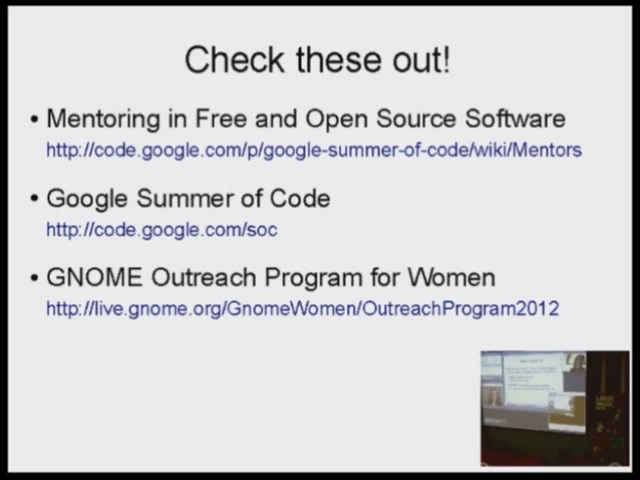 Check these out!
• Mentoring in Free and Open Source Software
http://code.google.com/p/google-summer-of-code/wiki/Mentors
• Google Summer of Code
http://code.google.com/soc
• GNOME Outreach Program for Women
http://live.gnome.org/GnomeWomen/OutreachProgram2012